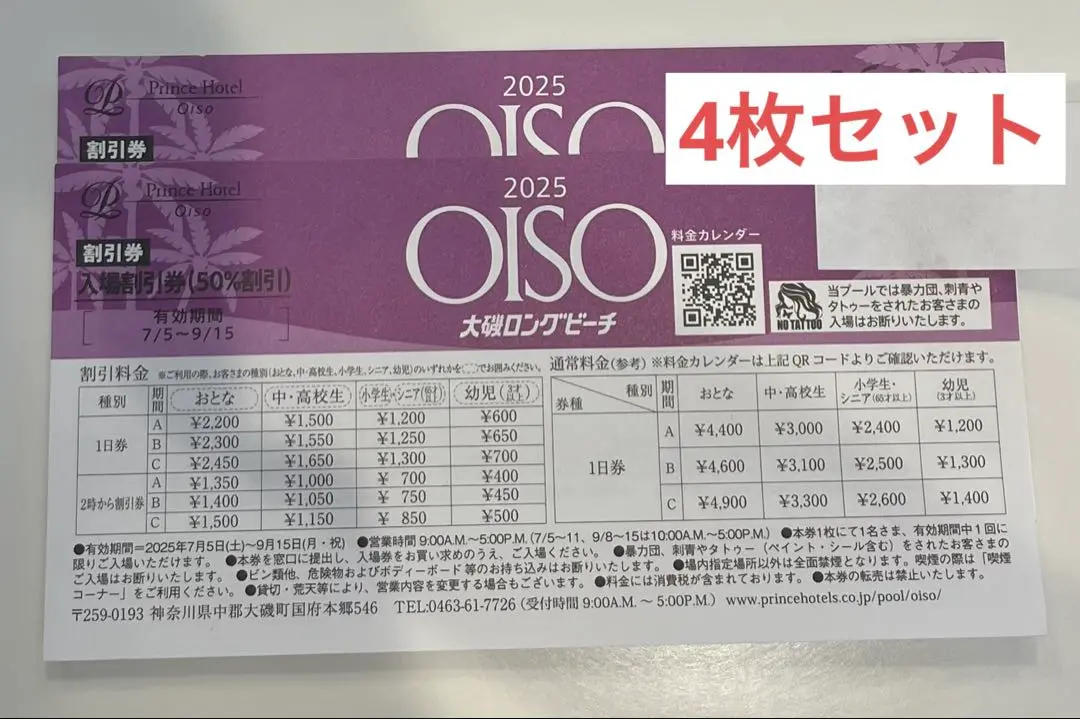 Prince Hotel
Oiso
割引券
2025
OISO
4枚セット
Prince Hotel
Oiso
割引券
入場割引券(50%割引)
有効期間
7/5～9/15
2025
OISO
大磯ロングビーチ
料金カレンダー
NO TATTOO
当プールでは暴力団、刺青や
タトゥーをされたお客さまの
入場はお断りいたします。
割引料金 ※ご利用の際、お客さまの種別(おとな、中・高校生、小学生、シニア、幼児)のいずれかを◯でお囲みください。
種別 期間 おとな 中・高校生 小学生・シニア(65才以上) 幼児(3才以上)
1日券
A ¥2,200 ¥1,500 ¥1,200 ¥600
B ¥2,300 ¥1,550 ¥1,250 ¥650
C ¥2,450 ¥1,650 ¥1,300 ¥700
2時から割引券
A ¥1,350 ¥1,000 ¥ 700 ¥400
B ¥1,400 ¥1,050 ¥ 750 ¥450
C ¥1,500 ¥1,150 ¥ 850 ¥500
通常料金(参考) ※料金カレンダーは上記QRコードよりご確認いただけます。
種別 券種 期間 おとな 中・高校生 小学生・シニア(65才以上) 幼児(3才以上)
1日券
A ¥4,400 ¥3,000 ¥2,400 ¥1,200
B ¥4,600 ¥3,100 ¥2,500 ¥1,300
C ¥4,900 ¥3,300 ¥2,600 ¥1,400
●有効期間=2025年7月5日(土)～9月15日(月・祝) ●営業時間 9:00A.M.～5:00P.M.(7/5～11、9/8～15は10:00A.M.～5:00P.M.) ●本券1枚にて1名さま、有効期間中1回に
限りご入場いただけます。 ●本券を窓口に提出し、入場券をお買い求めのうえ、ご入場ください。 ●暴力団、刺青やタトゥー(ペイント・シール含む)をされたお客さまの
ご入場はお断りいたします。 ●ビン類他、危険物およびボディーボード等のお持ち込みはお断りいたします。 ●場内指定場所以外は全面禁煙となります。喫煙の際は「喫煙
コーナー」をご利用ください。 ●貸切・荒天等により、営業内容を変更する場合もございます。 ●料金には消費税が含まれております。 ●本券の転売は禁止いたします。
〒259-0193 神奈川県中郡大磯町国府本郷546 TEL:0463-61-7726(受付時間 9:00A.M.～5:00P.M.) www.princehotels.co.jp/pool/oiso/